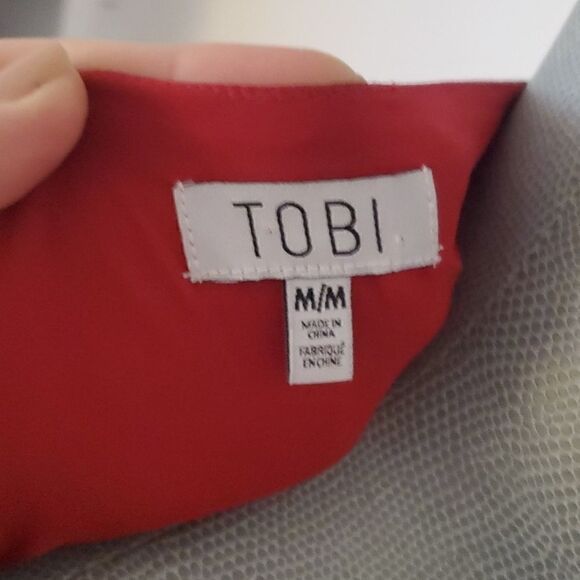 TOBI
M/M
MADE IN
CHINA
FABRIQUÉ
EN CHINE